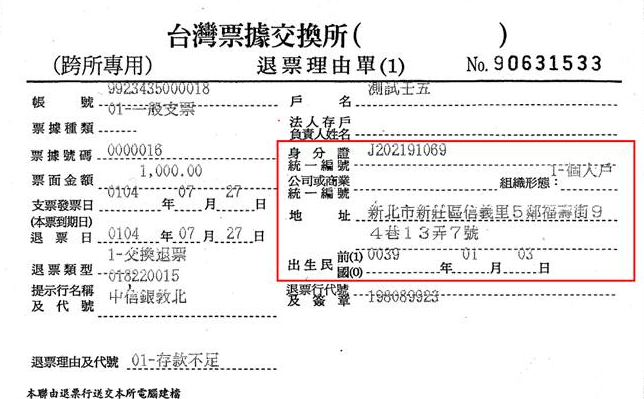 台灣票據交換所( )
(跨所專用) 退票理由單(1) No. 90631533
帳號 9923435000018 戶名 測試士五
票據種類 01-一般支票 法人存戶負責人姓名
票據號碼 0000016 身分證統一編號 J202191069
票面金額 1,000.00 公司或商業統一編號 組織形態: 1-個人戶
支票發票日(本票到期日) 0104 年 07 月 27 日 地址 新北市新莊區信義里5鄰福壽街9
4巷13弄7號
退票日 0104 年 07 月 27 日 出生民國 前(1) (0) 0039 年 01 月 03 日
退票類型 1-交換退票
提示行名稱及代號 018220015 中信銀敦北 退票行代號及簽章 198089923
退票理由及代號 01-存款不足
本聯由退票行送交本所電腦建檔